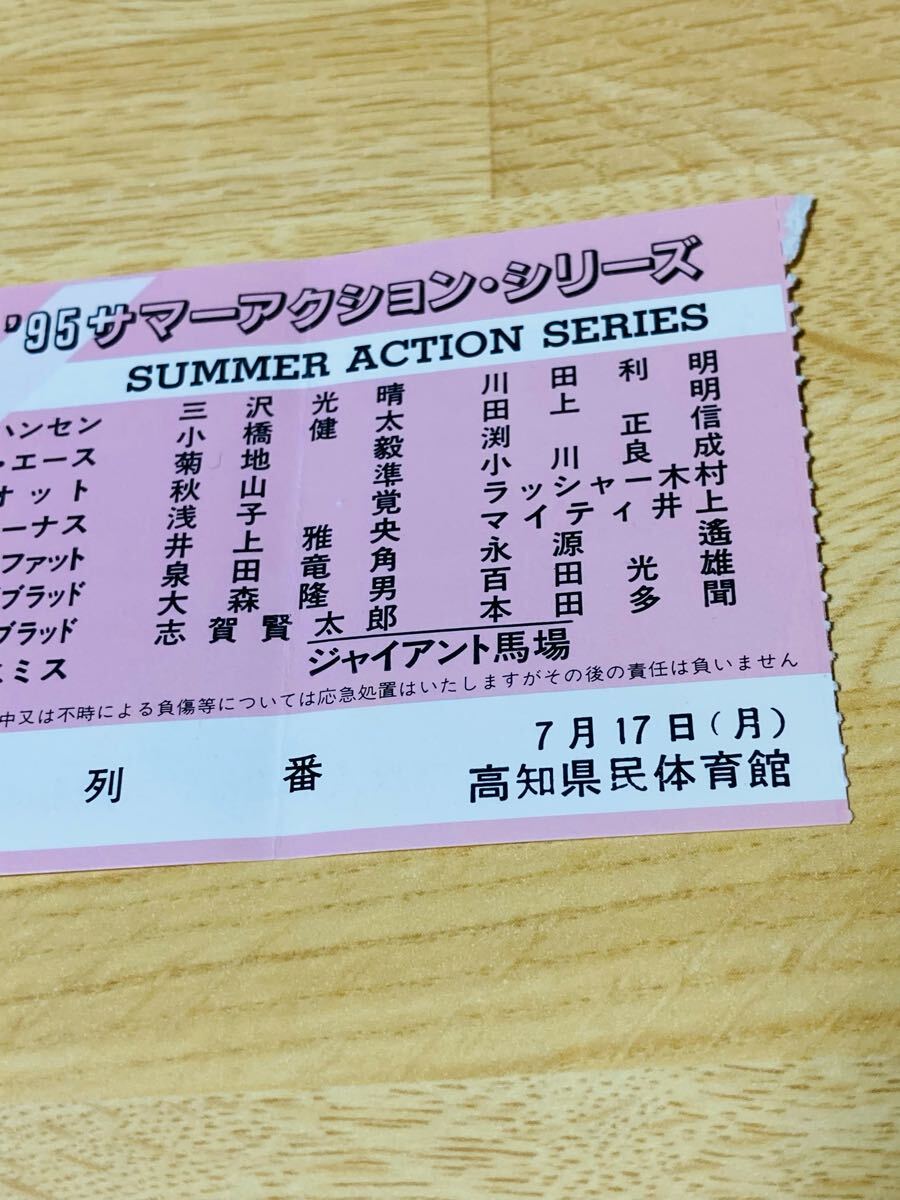 '95サマーアクション・シリーズ
SUMMER ACTION SERIES
ハンセン
・エース
オット
ーナス
ファット
ブラッド
ブラッド
ミス
三沢光晴
小橋健太
菊地毅
秋山準
浅子覚
井上雅央
泉田竜角
大森隆男
志賀賢太郎
川田利明
田上明
渕正信
小川良成
ラッシャー木村
マイティ井上
永源遙
百田光雄
本田多聞
ジャイアント馬場
中又は不時による負傷等については応急処置はいたしますがその後の責任は負いません
列 番
7月17日(月)
高知県民体育館